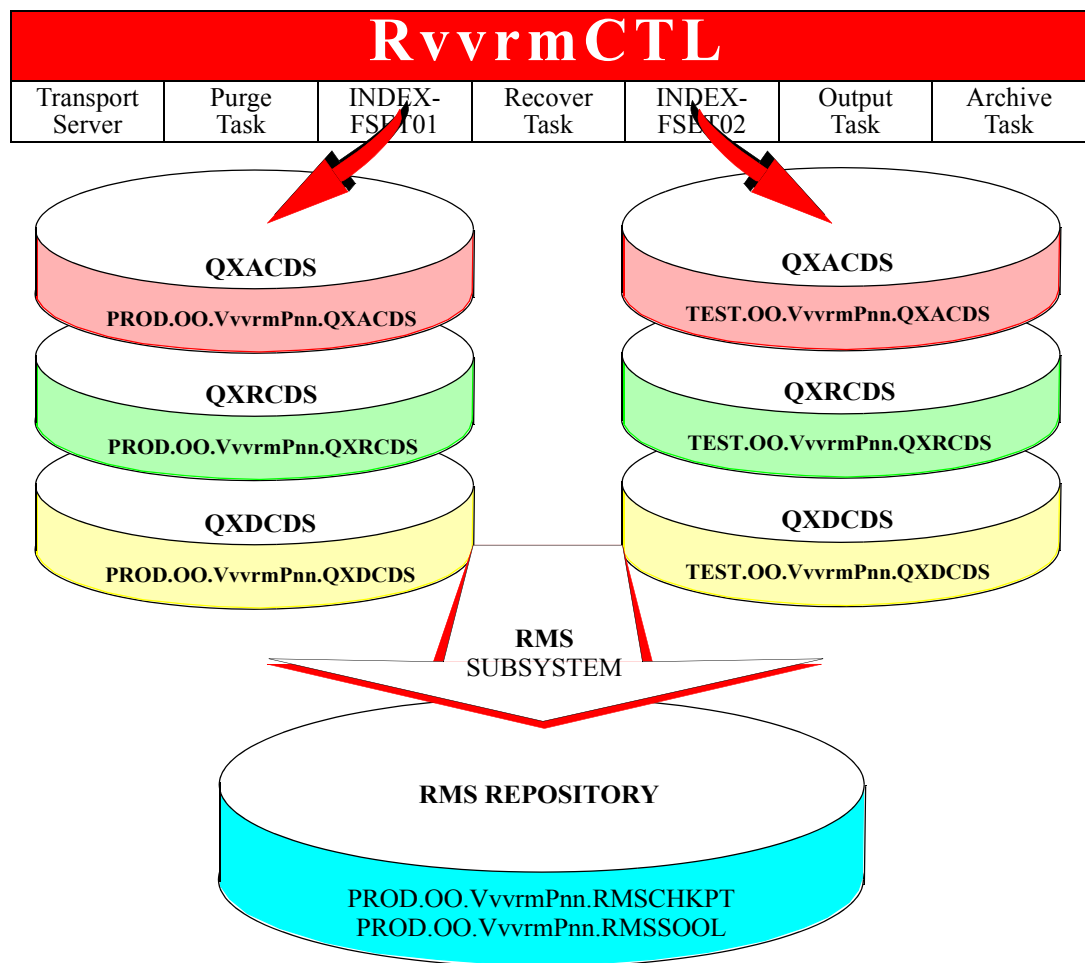 RvvrmCTL
Transport
Server
Purge
Task
INDEX-
FSET01
Recover
Task
INDEX-
FSET02
Output
Task
Archive
Task
QXACDS
PROD.OO.VvvrmPnn.QXACDS
QXRCDS
PROD.OO.VvvrmPnn.QXRCDS
QXDCDS
PROD.OO.VvvrmPnn.QXDCDS
QXACDS
TEST.OO.VvvrmPnn.QXACDS
QXRCDS
TEST.OO.VvvrmPnn.QXRCDS
QXDCDS
TEST.OO.VvvrmPnn.QXDCDS
RMS
SUBSYSTEM
RMS REPOSITORY
PROD.OO.VvvrmPnn.RMSCHKPT
PROD.OO.VvvrmPnn.RMSSOOL